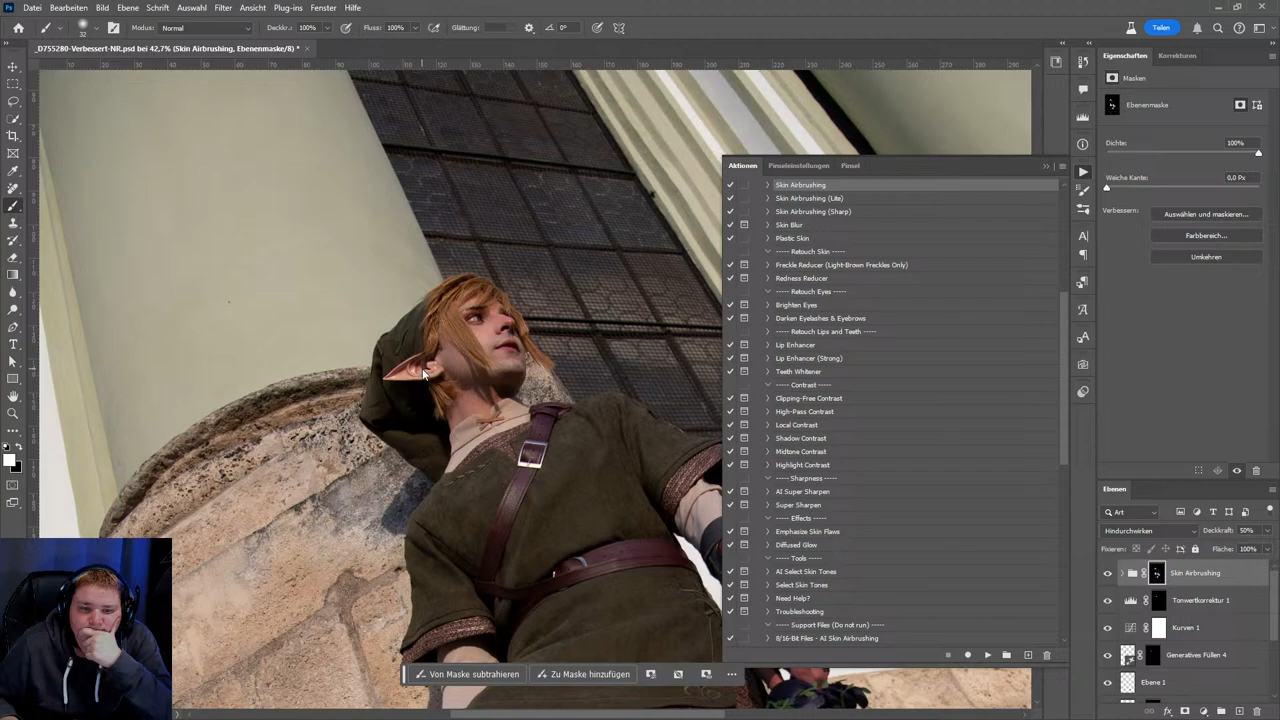 Datei Bearbeiten Bild Ebene Schrift Auswahl Filter 3D Ansicht Plug-ins Fenster Hilfe
32 Modus: Normal Deckkr.: 100% Fluss: 100% Glättung: 0° Teilen
_D755280-Verbessert-NR.psd bei 42,7% (Skin Airbrushing, Ebenenmaske/8) *
Eigenschaften Korrekturen
Masken
Ebenenmaske
Dichte: 100%
Weiche Kante: 0,0 Px
Verbessern: Auswählen und maskieren...
Farbbereich...
Umkehren
Aktionen Pinseleinstellungen Pinsel
Skin Airbrushing
Skin Airbrushing (Lite)
Skin Airbrushing (Sharp)
Skin Blur
Plastic Skin
----- Retouch Skin -----
Freckle Reducer (Light-Brown Freckles Only)
Redness Reducer
----- Retouch Eyes -----
Brighten Eyes
Darken Eyelashes & Eyebrows
----- Retouch Lips and Teeth -----
Lip Enhancer
Lip Enhancer (Strong)
Teeth Whitener
----- Contrast -----
Clipping-Free Contrast
High-Pass Contrast
Local Contrast
Shadow Contrast
Midtone Contrast
Highlight Contrast
----- Sharpness -----
AI Super Sharpen
Super Sharpen
----- Effects -----
Emphasize Skin Flaws
Diffused Glow
----- Tools -----
AI Select Skin Tones
Select Skin Tones
Need Help?
Troubleshooting
----- Support Files (Do not run) -----
8/16-Bit Files - AI Skin Airbrushing
Von Maske subtrahieren Zu Maske hinzufügen
Ebenen
Art
Hindurchwirken Deckkraft: 50%
Fixieren: Fläche: 100%
Skin Airbrushing
Tonwertkorrektur 1
Kurven 1
Generatives Füllen 4
Ebene 1